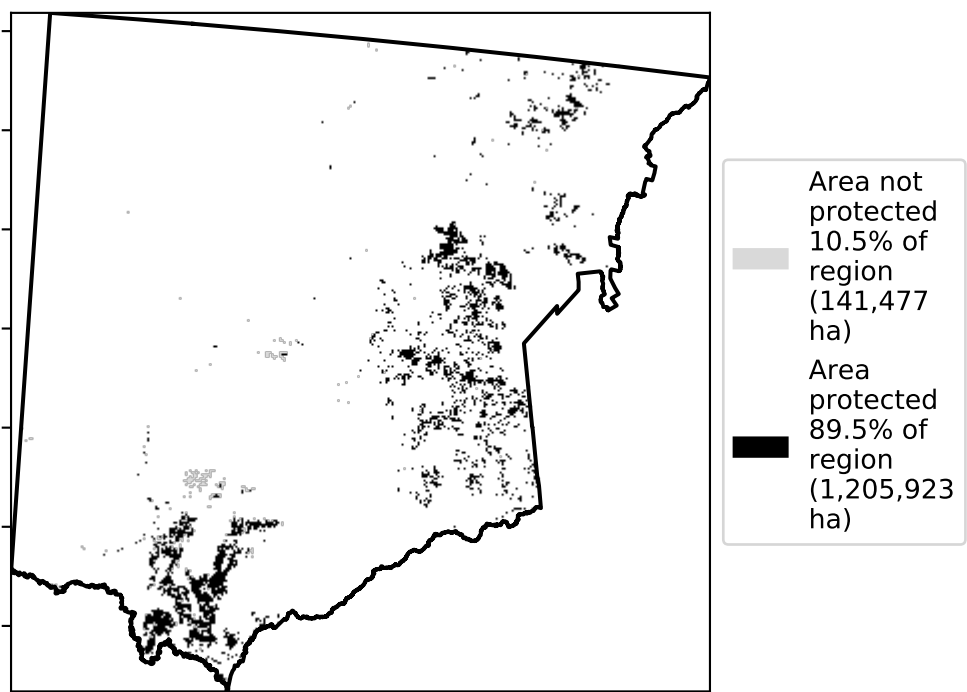 Area not
protected
10.5% of
region
(141,477
ha)
Area
protected
89.5% of
region
(1,205,923
ha)